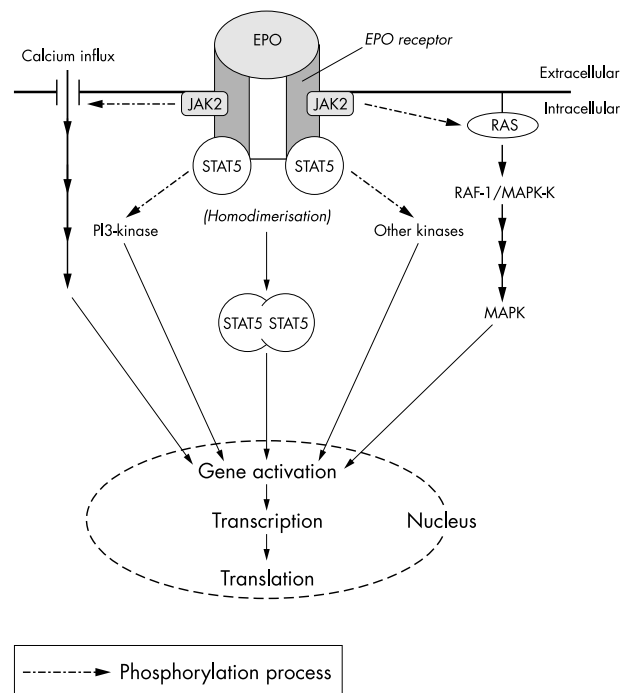 EPO
EPO receptor
Calcium influx
Extracellular
JAK2
JAK2
Intracellular
RAS
STAT5
STAT5
RAF-1/MAPK-K
(Homodimerisation)
PI3-kinase
Other kinases
MAPK
STAT5 STAT5
Gene activation
Transcription
Nucleus
Translation
Phosphorylation process